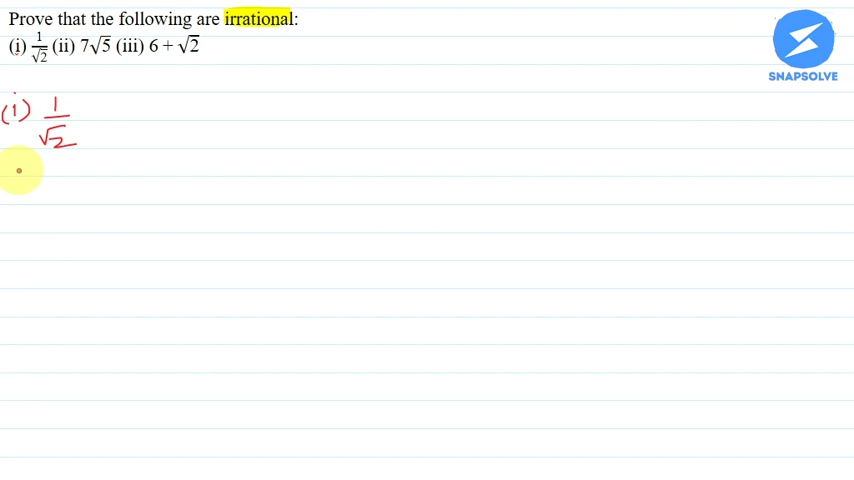 Prove that the following are irrational:
(i) 1/√2 (ii) 7√5 (iii) 6 + √2
SNAPSOLVE
(i) 1/√2